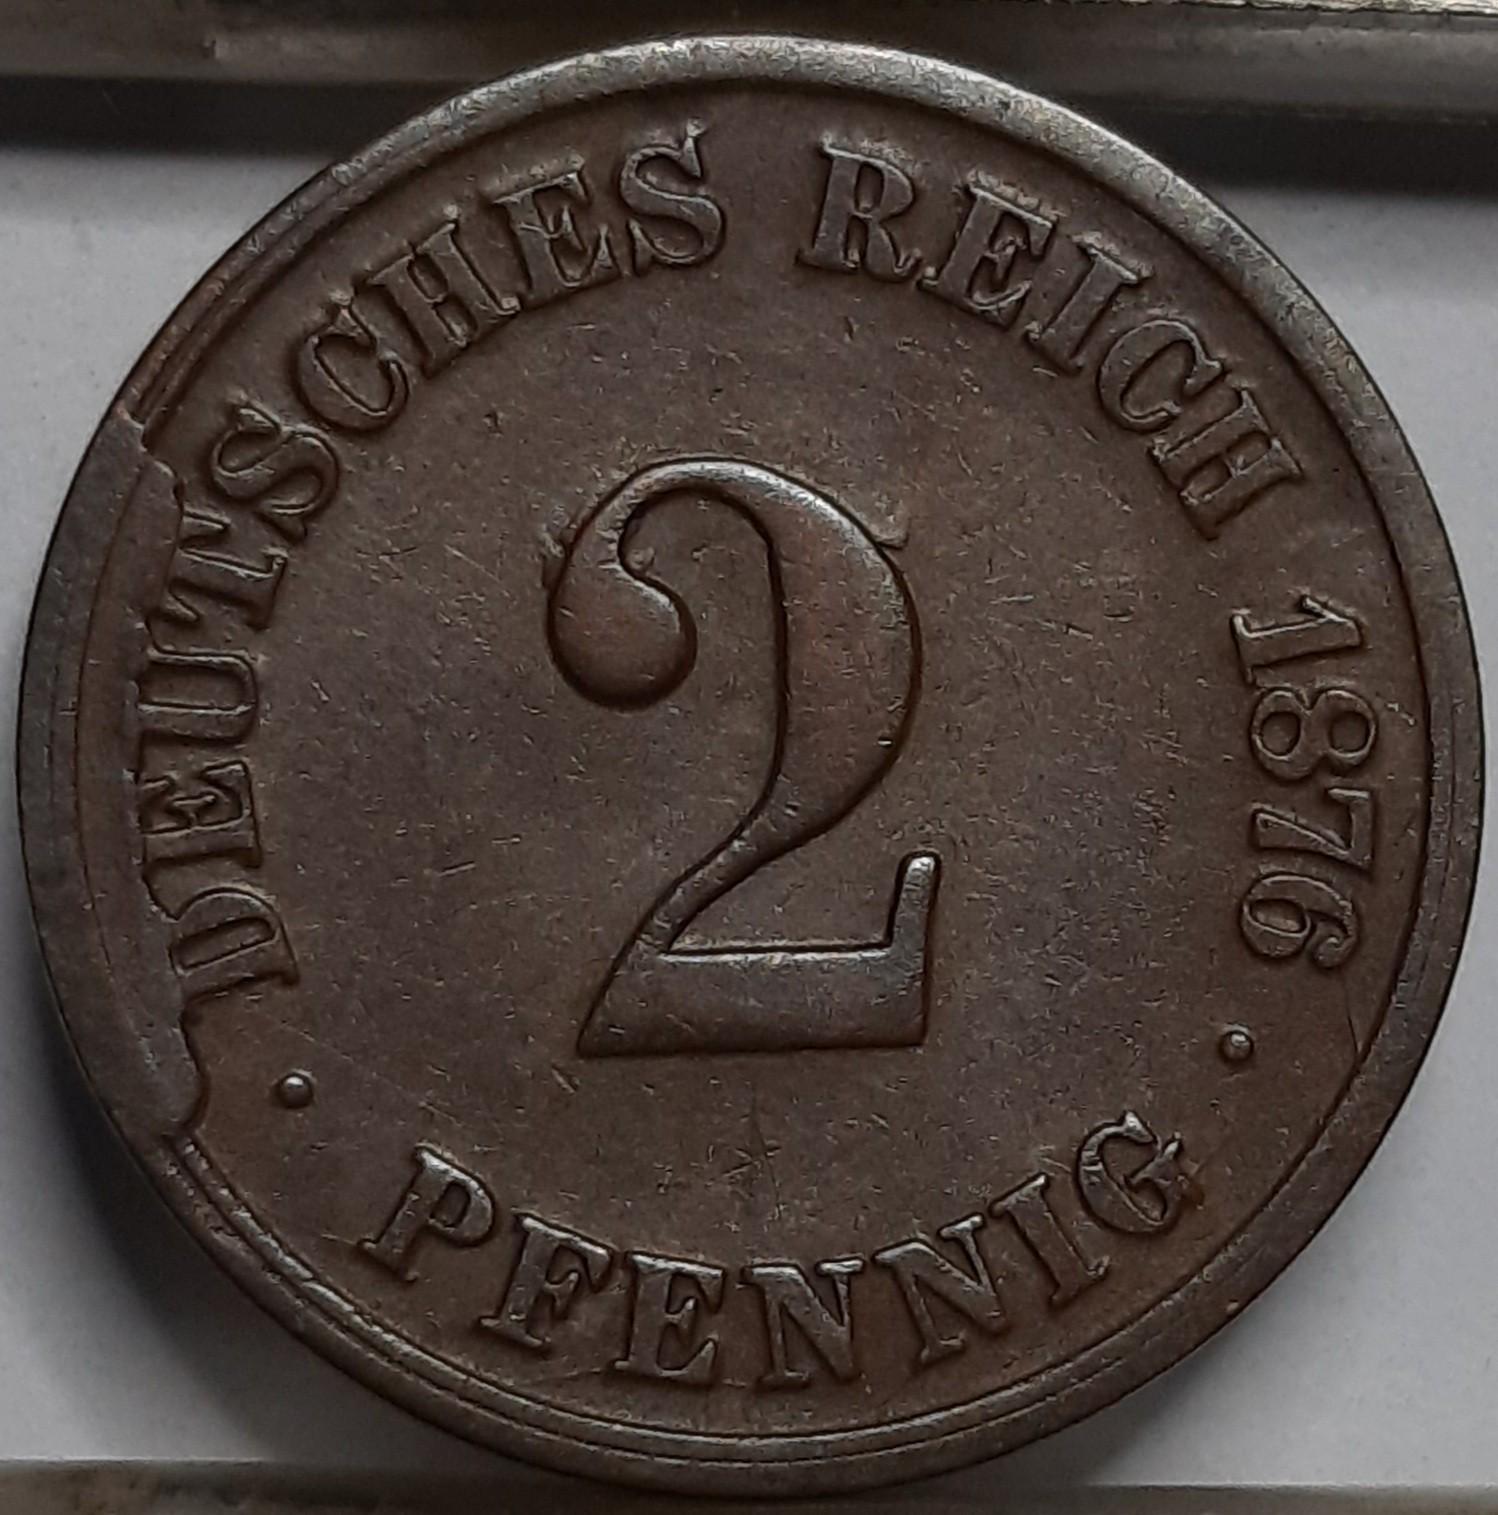 DEUTSCHES REICH 1876
2
· PFENNIG ·